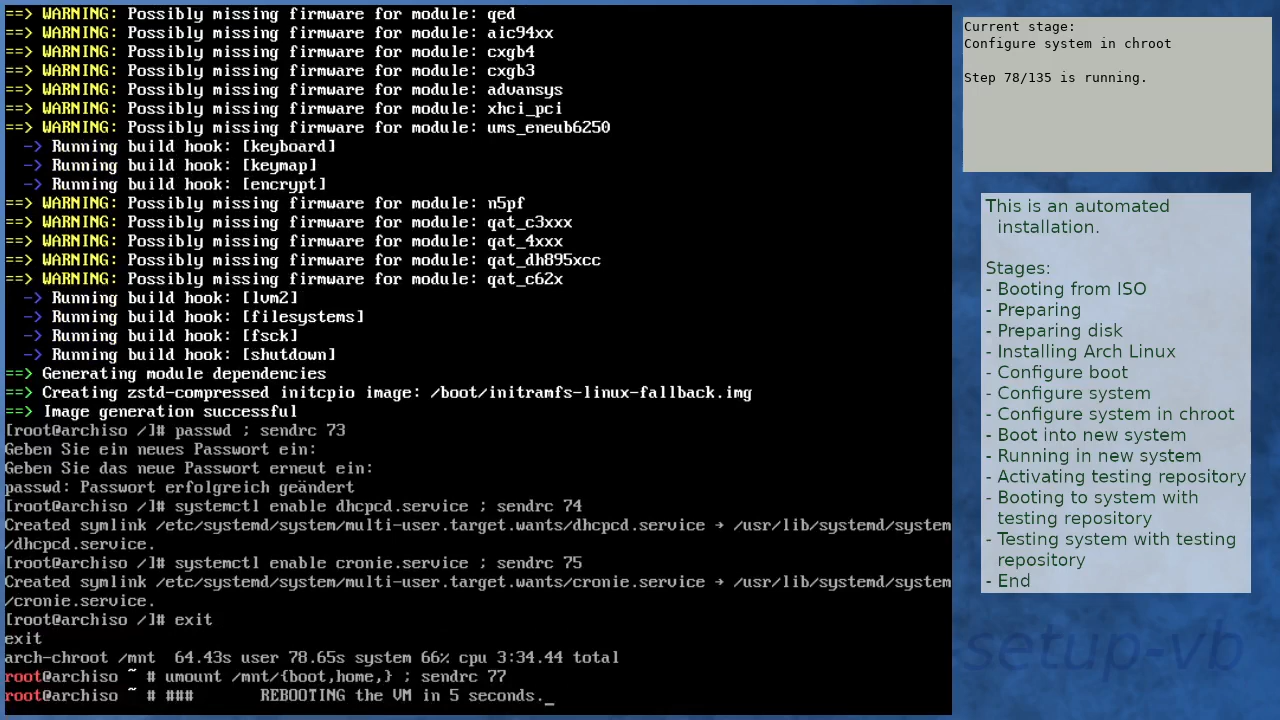 ==> WARNING: Possibly missing firmware for module: qed
==> WARNING: Possibly missing firmware for module: aic94xx
==> WARNING: Possibly missing firmware for module: cxgb4
==> WARNING: Possibly missing firmware for module: cxgb3
==> WARNING: Possibly missing firmware for module: advansys
==> WARNING: Possibly missing firmware for module: xhci_pci
==> WARNING: Possibly missing firmware for module: ums_eneub6250
  -> Running build hook: [keyboard]
  -> Running build hook: [keymap]
  -> Running build hook: [encrypt]
==> WARNING: Possibly missing firmware for module: n5pf
==> WARNING: Possibly missing firmware for module: qat_c3xxx
==> WARNING: Possibly missing firmware for module: qat_4xxx
==> WARNING: Possibly missing firmware for module: qat_dh895xcc
==> WARNING: Possibly missing firmware for module: qat_c62x
  -> Running build hook: [lvm2]
  -> Running build hook: [filesystems]
  -> Running build hook: [fsck]
  -> Running build hook: [shutdown]
==> Generating module dependencies
==> Creating zstd-compressed initcpio image: /boot/initramfs-linux-fallback.img
==> Image generation successful
[root@archiso /]# passwd ; sendrc 73
Geben Sie ein neues Passwort ein:
Geben Sie das neue Passwort erneut ein:
passwd: Passwort erfolgreich geändert
[root@archiso /]# systemctl enable dhcpcd.service ; sendrc 74
Created symlink /etc/systemd/system/multi-user.target.wants/dhcpcd.service → /usr/lib/systemd/system
/dhcpcd.service.
[root@archiso /]# systemctl enable cronie.service ; sendrc 75
Created symlink /etc/systemd/system/multi-user.target.wants/cronie.service → /usr/lib/systemd/system
/cronie.service.
[root@archiso /]# exit
exit
arch-chroot /mnt  64.43s user 78.65s system 66% cpu 3:34.44 total
root@archiso ~ # umount /mnt/{boot,home,} ; sendrc 77
root@archiso ~ # ###       REBOOTING the VM in 5 seconds._
Current stage:
Configure system in chroot
Step 78/135 is running.
This is an automated
installation.
Stages:
- Booting from ISO
- Preparing
- Preparing disk
- Installing Arch Linux
- Configure boot
- Configure system
- Configure system in chroot
- Boot into new system
- Running in new system
- Activating testing repository
- Booting to system with
testing repository
- Testing system with testing
repository
- End
setup-vb